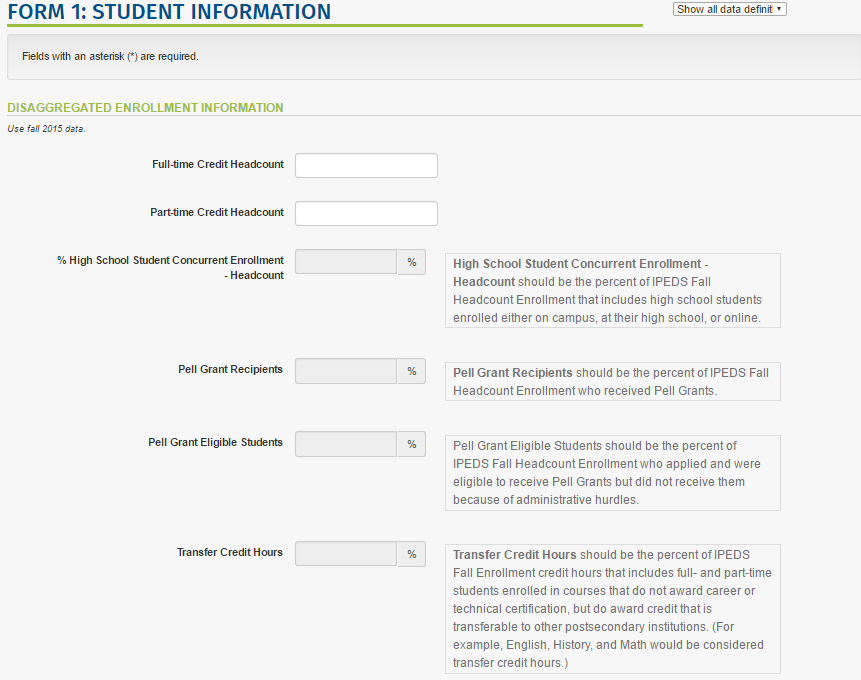 FORM 1: STUDENT INFORMATION
Show all data definit
Fields with an asterisk (*) are required.
DISAGGREGATED ENROLLMENT INFORMATION
Use fall 2015 data.
Full-time Credit Headcount
Part-time Credit Headcount
% High School Student Concurrent Enrollment
- Headcount
%
High School Student Concurrent Enrollment -
Headcount should be the percent of IPEDS Fall
Headcount Enrollment that includes high school students
enrolled either on campus, at their high school, or online.
Pell Grant Recipients
%
Pell Grant Recipients should be the percent of IPEDS Fall
Headcount Enrollment who received Pell Grants.
Pell Grant Eligible Students
%
Pell Grant Eligible Students should be the percent of
IPEDS Fall Headcount Enrollment who applied and were
eligible to receive Pell Grants but did not receive them
because of administrative hurdles.
Transfer Credit Hours
%
Transfer Credit Hours should be the percent of IPEDS
Fall Enrollment credit hours that includes full- and part-time
students enrolled in courses that do not award career or
technical certification, but do award credit that is
transferable to other postsecondary institutions. (For
example, English, History, and Math would be considered
transfer credit hours.)